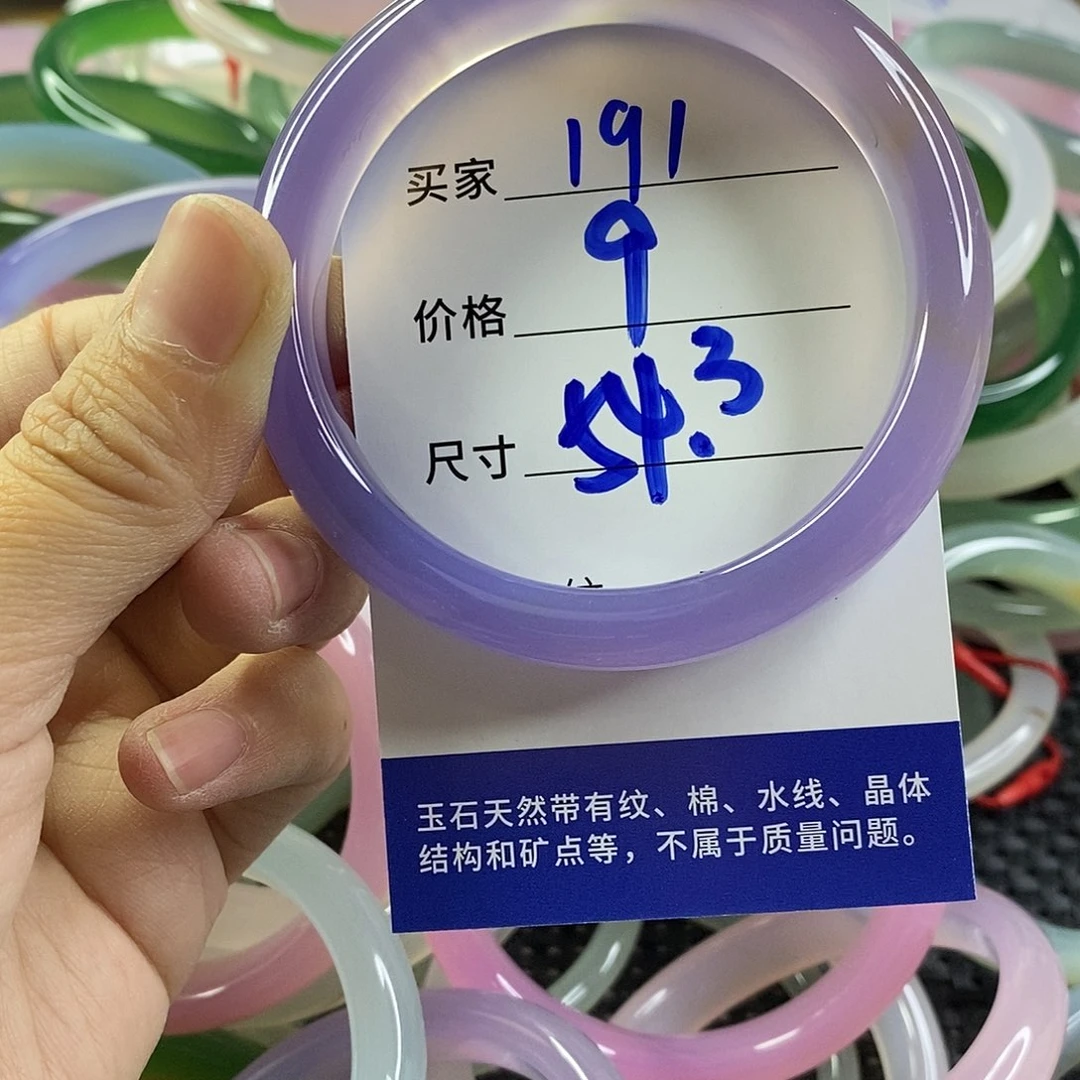 买家 191
价格 9
尺寸 54.3
玉石天然带有纹、棉、水线、晶体
结构和矿点等，不属于质量问题。